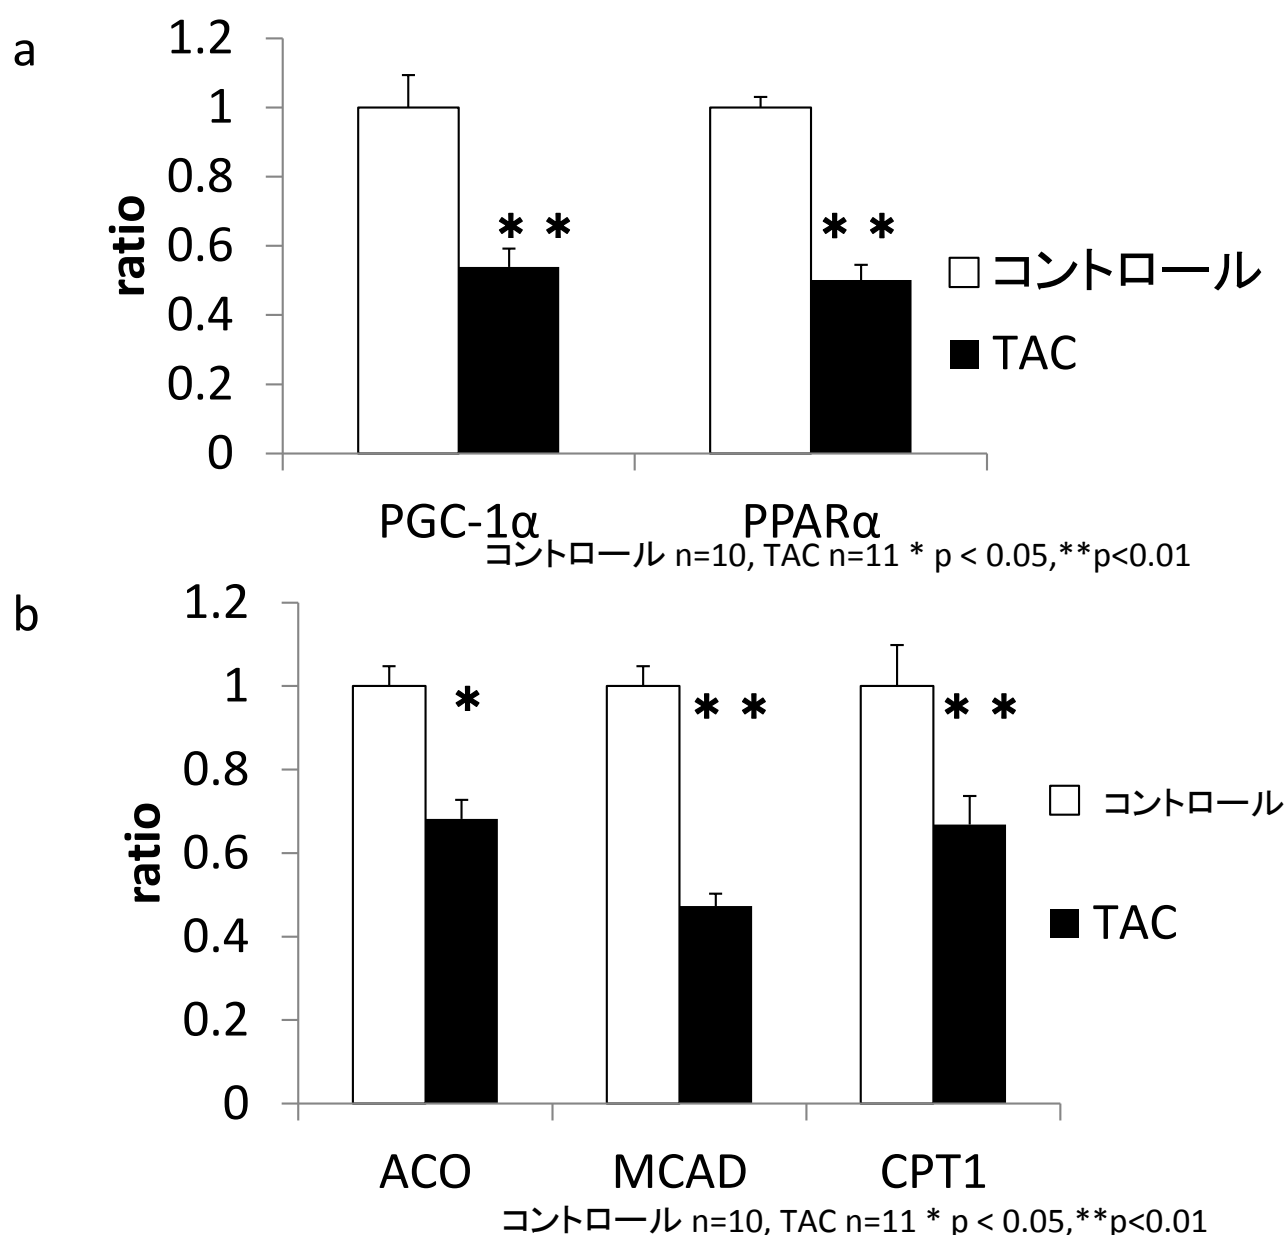 a
1.2
1
0.8
0.6
0.4
0.2
0
ratio
* *
* *
□コントロール
■TAC
PGC-1α PPARα
コントロール n=10, TAC n=11 * p < 0.05,**p<0.01
b
1.2
1
0.8
0.6
0.4
0.2
0
ratio
*
* *
* *
□ コントロール
■TAC
ACO MCAD CPT1
コントロール n=10, TAC n=11 * p < 0.05,**p<0.01